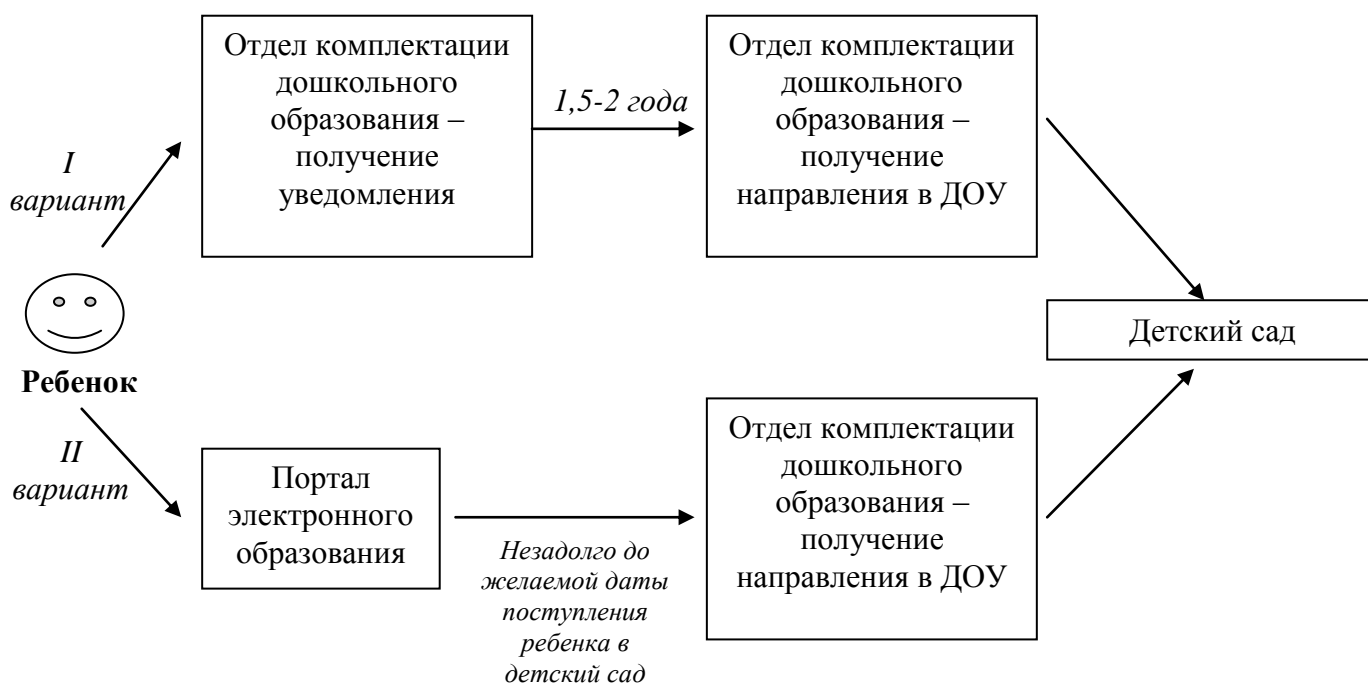 Отдел комплектации
дошкольного
образования –
получение
уведомления
1,5-2 года
Отдел комплектации
дошкольного
образования –
получение
направления в ДОУ
I
вариант
Ребенок
Детский сад
II
вариант
Портал
электронного
образования
Незадолго до
желаемой даты
поступления
ребенка в
детский сад
Отдел комплектации
дошкольного
образования –
получение
направления в ДОУ